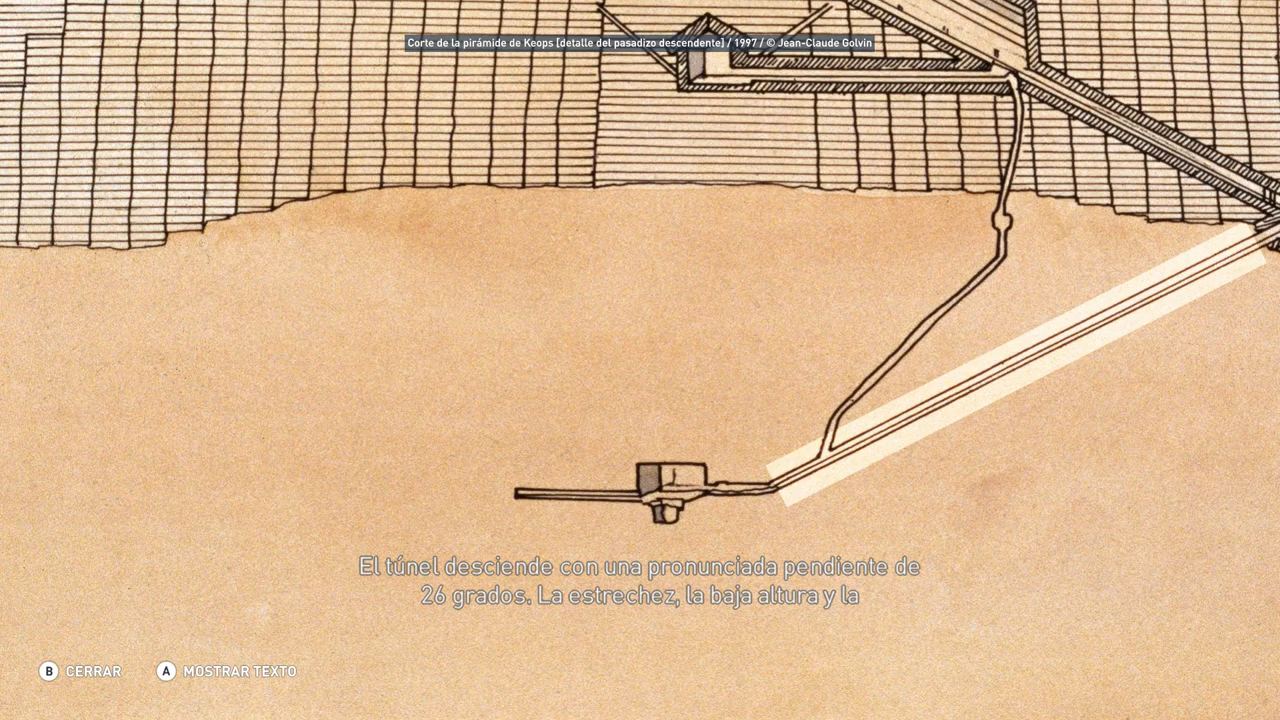 Corte de la pirámide de Keops [detalle del pasadizo descendente] / 1997 / © Jean-Claude Golvin
El túnel desciende con una pronunciada pendiente de
26 grados. La estrechez, la baja altura y la
B CERRAR A MOSTRAR TEXTO